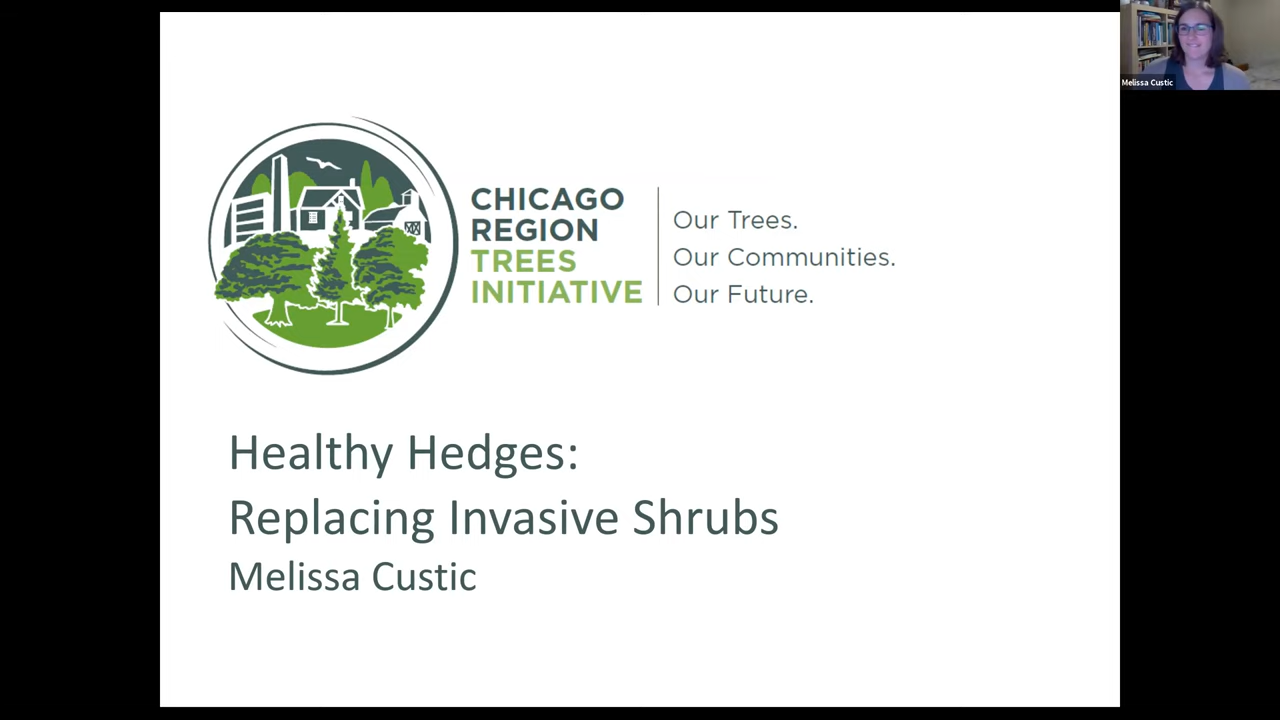 CHICAGO
REGION
TREES
INITIATIVE
Our Trees.
Our Communities.
Our Future.
Healthy Hedges:
Replacing Invasive Shrubs
Melissa Custic
Melissa Custic